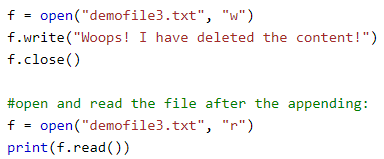 f = open("demofile3.txt", "w")
f.write("Woops! I have deleted the content!")
f.close()
#open and read the file after the appending:
f = open("demofile3.txt", "r")
print(f.read())